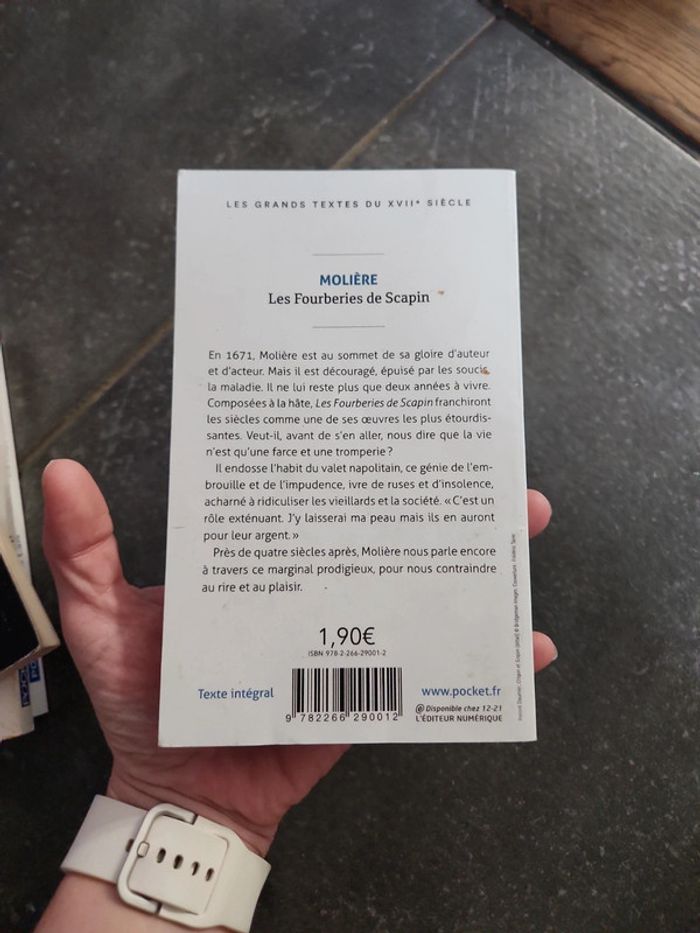 LES GRANDS TEXTES DU XVIIᵉ SIÈCLE
MOLIÈRE
Les Fourberies de Scapin
En 1671, Molière est au sommet de sa gloire d'auteur
et d'acteur. Mais il est découragé, épuisé par les soucis,
la maladie. Il ne lui reste plus que deux années à vivre.
Composées à la hâte, Les Fourberies de Scapin franchiront
les siècles comme une de ses œuvres les plus étourdis-
santes. Veut-il, avant de s'en aller, nous dire que la vie
n'est qu'une farce et une tromperie ?
Il endosse l'habit du valet napolitain, ce génie de l'em-
brouille et de l'impudence, ivre de ruses et d'insolence,
acharné à ridiculiser les vieillards et la société. « C'est un
rôle exténuant. J'y laisserai ma peau mais ils en auront
pour leur argent. »
Près de quatre siècles après, Molière nous parle encore
à travers ce marginal prodigieux, pour nous contraindre
au rire et au plaisir.
1,90€
ISBN 978-2-266-29001-2
Texte intégral
9 782266 290012
www.pocket.fr
@ Disponible chez 12-21
L'ÉDITEUR NUMÉRIQUE